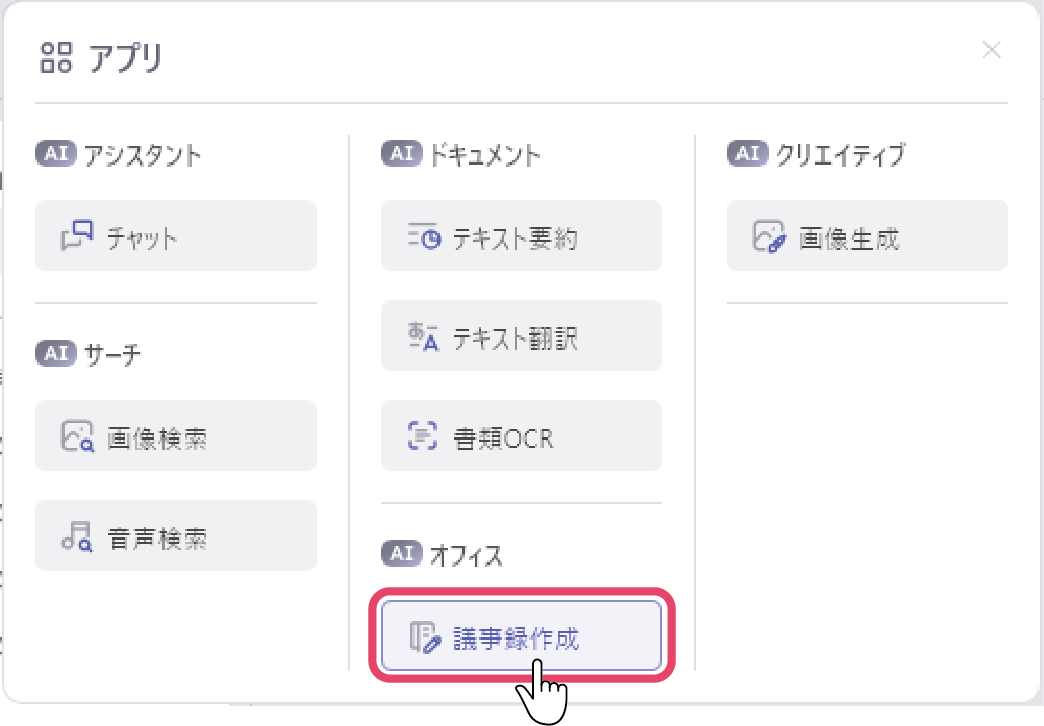 アプリ
AI アシスタント
チャット
AI サーチ
画像検索
音声検索
AI ドキュメント
テキスト要約
あ A テキスト翻訳
書類OCR
AI オフィス
議事録作成
AI クリエイティブ
画像生成